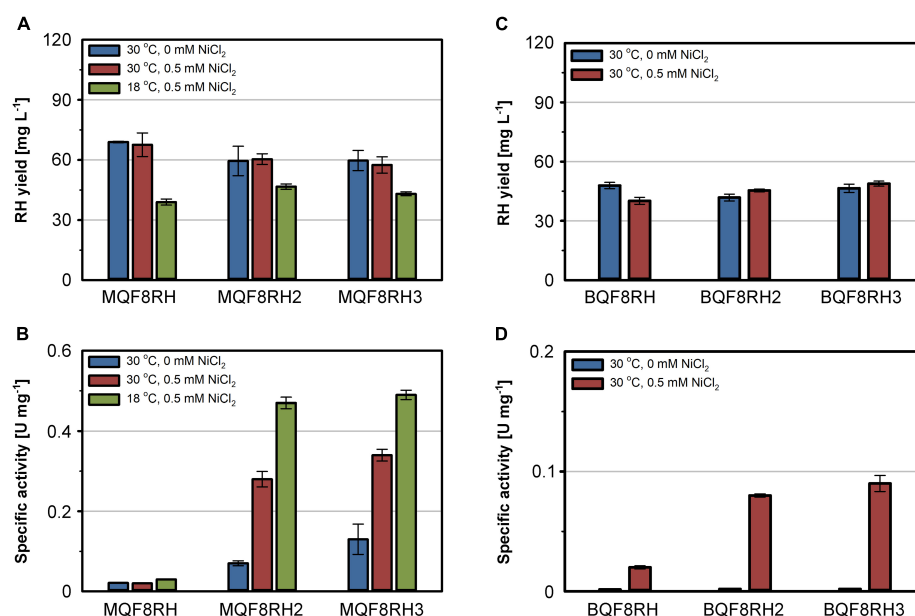 A
RH yield [mg L⁻¹]
120
90
60
30
0
30 °C, 0 mM NiCl₂
30 °C, 0.5 mM NiCl₂
18 °C, 0.5 mM NiCl₂
MQF8RH MQF8RH2 MQF8RH3
C
RH yield [mg L⁻¹]
120
90
60
30
0
30 °C, 0 mM NiCl₂
30 °C, 0.5 mM NiCl₂
BQF8RH BQF8RH2 BQF8RH3
B
Specific activity [U mg⁻¹]
0.6
0.4
0.2
0
30 °C, 0 mM NiCl₂
30 °C, 0.5 mM NiCl₂
18 °C, 0.5 mM NiCl₂
MQF8RH MQF8RH2 MQF8RH3
D
Specific activity [U mg⁻¹]
0.2
0.1
0
30 °C, 0 mM NiCl₂
30 °C, 0.5 mM NiCl₂
BQF8RH BQF8RH2 BQF8RH3